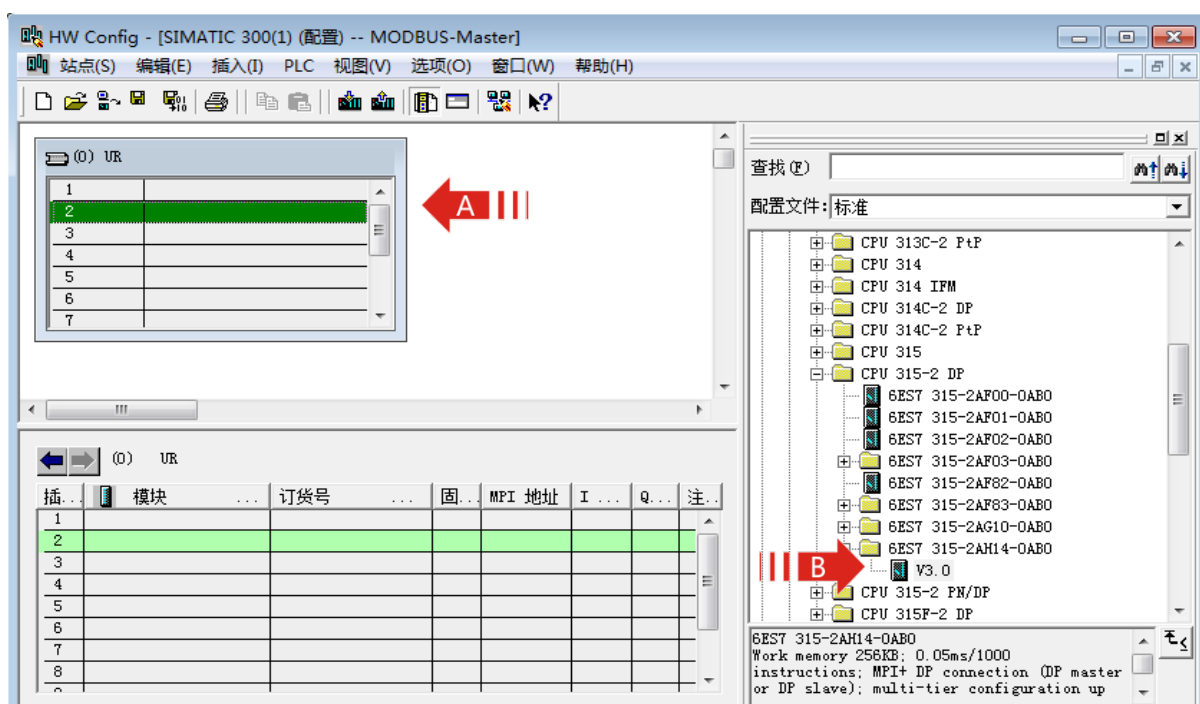 HW Config - [SIMATIC 300(1) (配置) -- MODBUS-Master]
站点(S) 编辑(E) 插入(I) PLC 视图(V) 选项(O) 窗口(W) 帮助(H)
(0) UR
1
2
3
4
5
6
7
A
(0) UR
插... 模块 ... 订货号 ... 固... MPI 地址 I ... Q... 注..
1
2
3
4
5
6
7
8
查找(F)
配置文件: 标准
CPU 313C-2 PtP
CPU 314
CPU 314 IFM
CPU 314C-2 DP
CPU 314C-2 PtP
CPU 315
CPU 315-2 DP
6ES7 315-2AF00-0AB0
6ES7 315-2AF01-0AB0
6ES7 315-2AF02-0AB0
6ES7 315-2AF03-0AB0
6ES7 315-2AF82-0AB0
6ES7 315-2AF83-0AB0
6ES7 315-2AG10-0AB0
6ES7 315-2AH14-0AB0
B
V3.0
CPU 315-2 PN/DP
CPU 315F-2 DP
6ES7 315-2AH14-0AB0
Work memory 256KB; 0.05ms/1000
instructions; MPI+ DP connection (DP master
or DP slave); multi-tier configuration up